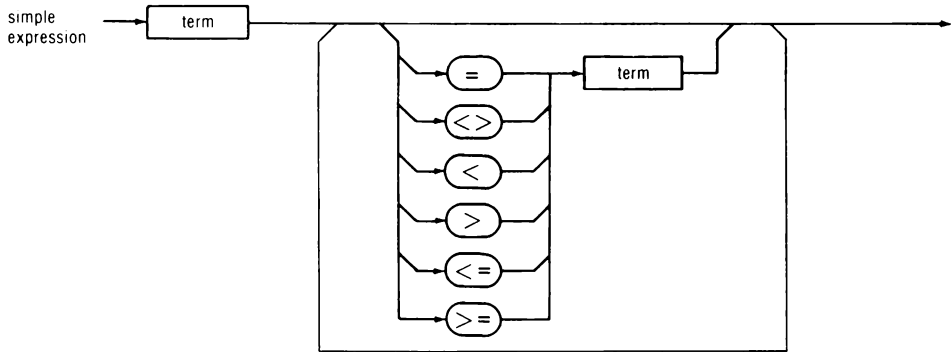 simple
expression
term
=
term
<>
<
>
<=
>=